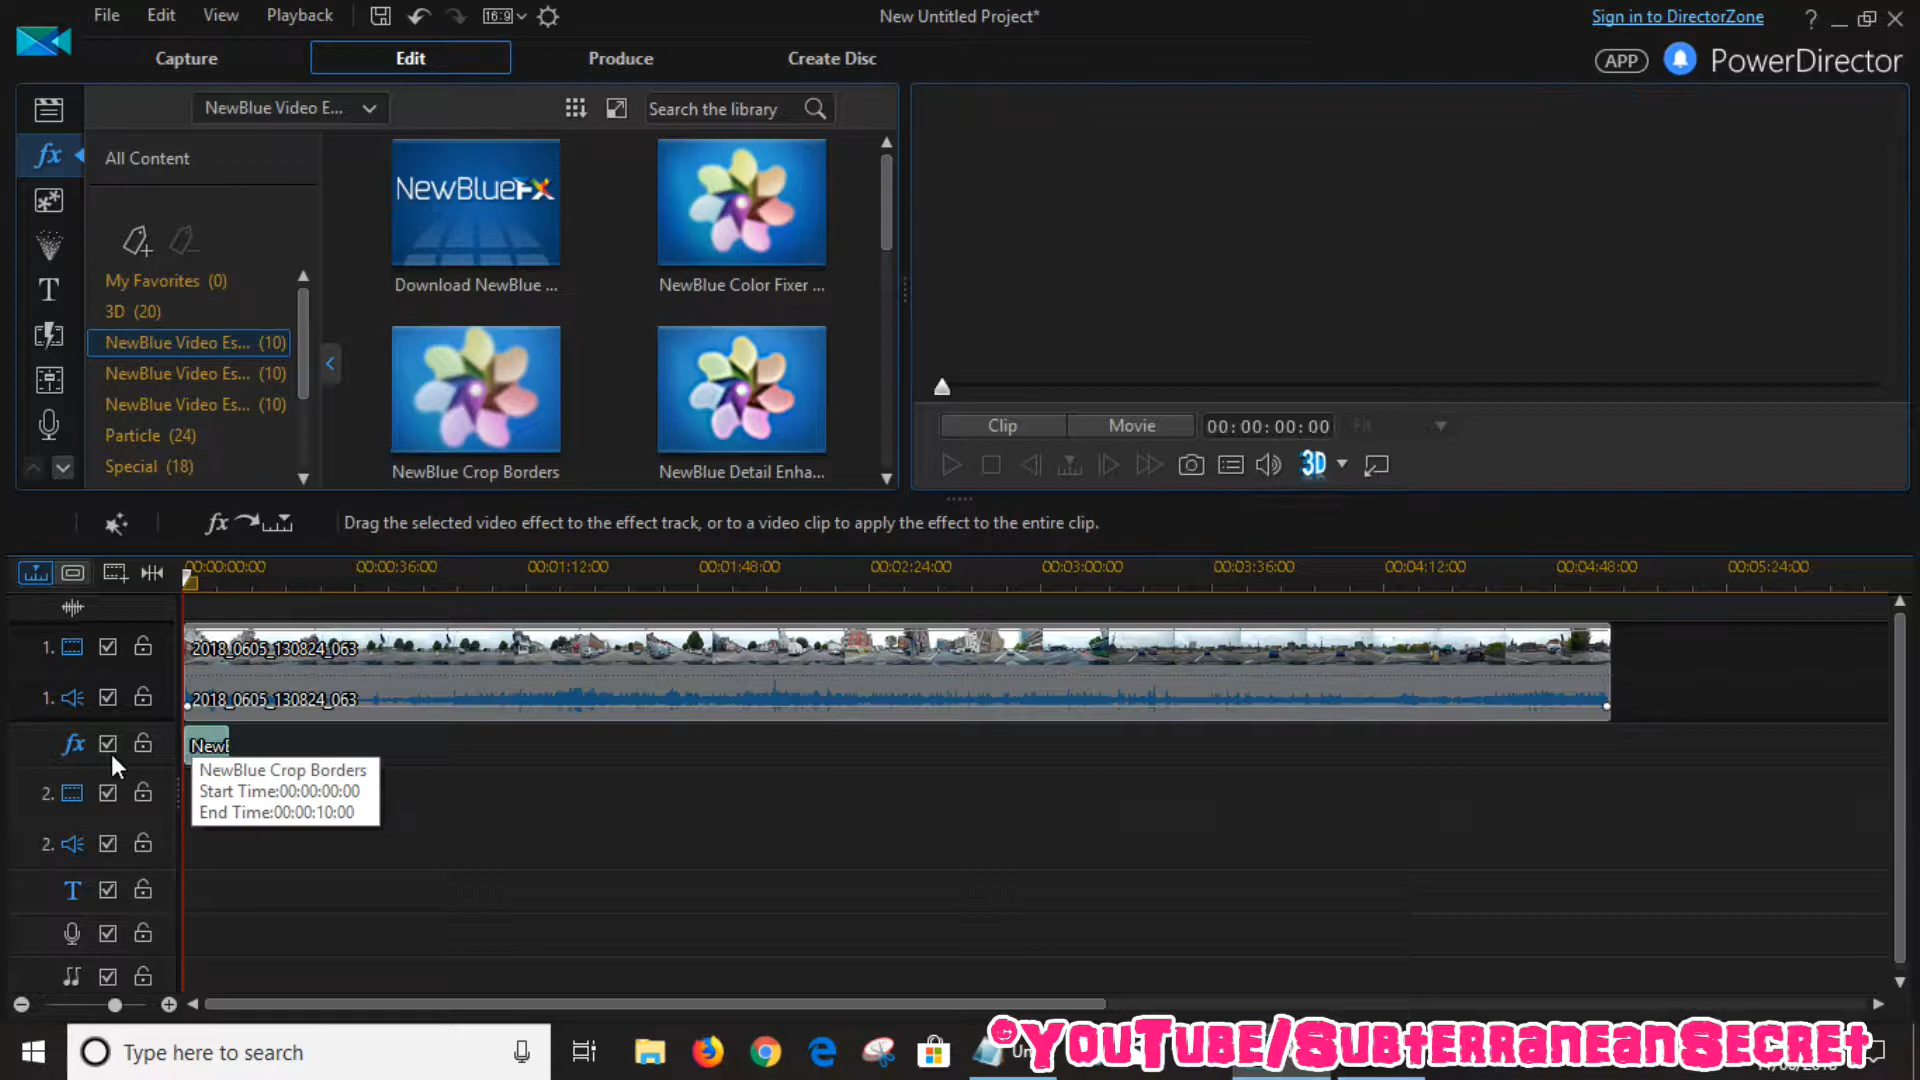 File Edit View Playback 16:9 New Untitled Project* Sign in to DirectorZone ?
Capture Edit Produce Create Disc APP PowerDirector
NewBlue Video E... Search the library
fx All Content
NewBlueFX
Download NewBlue ... NewBlue Color Fixer ...
My Favorites (0)
3D (20)
T
NewBlue Video Es... (10)
NewBlue Video Es... (10)
NewBlue Video Es... (10)
Particle (24)
Special (18)
NewBlue Crop Borders NewBlue Detail Enha...
Clip Movie 00:00:00:00 Fit
3D
fx Drag the selected video effect to the effect track, or to a video clip to apply the effect to the entire clip.
00:00:00:00 00:00:36:00 00:01:12:00 00:01:48:00 00:02:24:00 00:03:00:00 00:03:36:00 00:04:12:00 00:04:48:00 00:05:24:00
1. 2018_0605_130824_063
1. 2018_0605_130824_063
fx
NewBlue Crop Borders
Start Time:00:00:00:00
End Time:00:00:10:00
2.
2.
T
Type here to search
©YouTube/SubterraneanSecret